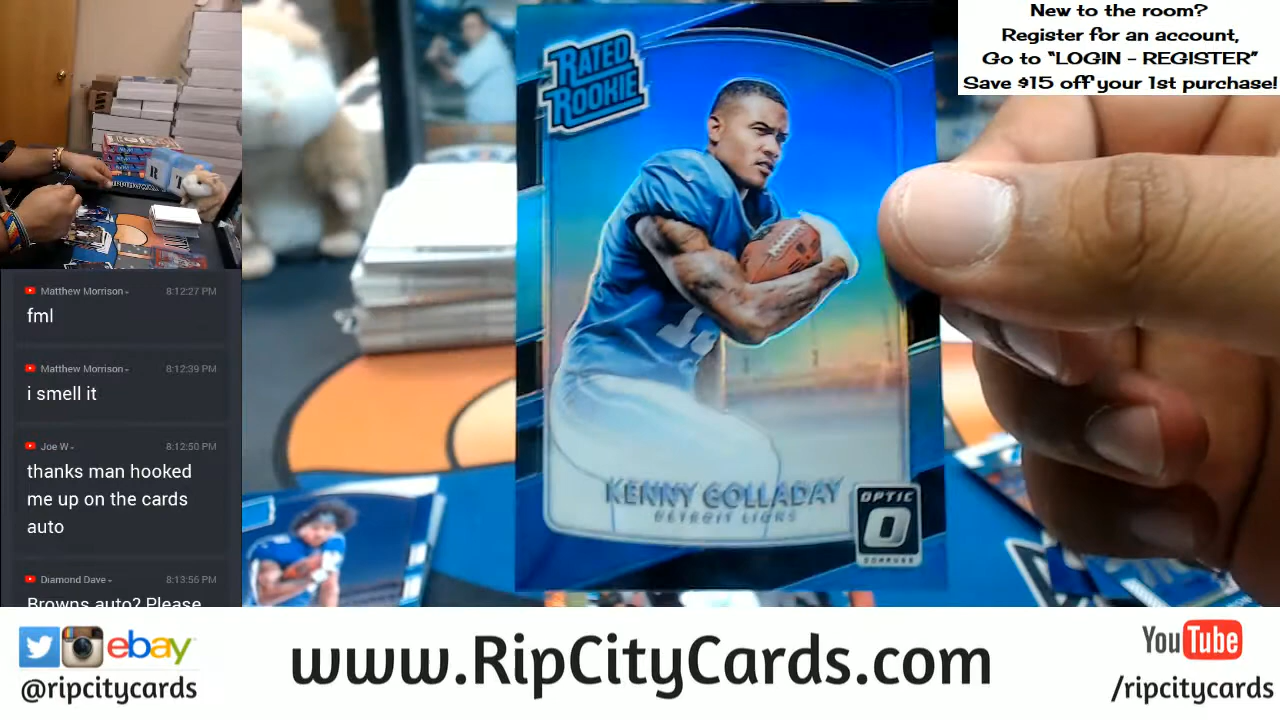 New to the room?
Register for an account,
Go to "LOGIN - REGISTER"
Save $15 off your 1st purchase!
RATED
ROOKIE
KENNY GOLLADAY
DETROIT LIONS
OPTIC
O
DONRUSS
Matthew Morrison
8:12:27 PM
fml
Matthew Morrison
8:12:39 PM
i smell it
Joe W
8:12:50 PM
thanks man hooked
me up on the cards
auto
Diamond Dave
8:13:56 PM
Browns auto? Please
ebay
@ripcitycards
www.RipCityCards.com
YouTube
/ripcitycards